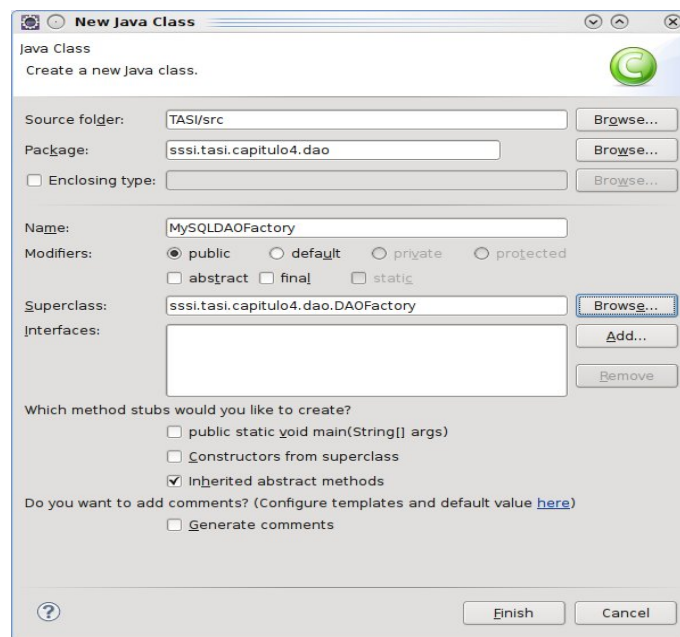 New Java Class
Java Class
Create a new Java class.
C
Source folder: TASI/src Browse...
Package: sssi.tasi.capitulo4.dao Browse...
Enclosing type: Browse...
Name: MySQLDAOFactory
Modifiers: public default private protected
abstract final static
Superclass: sssi.tasi.capitulo4.dao.DAOFactory Browse...
Interfaces: Add...
Remove
Which method stubs would you like to create?
public static void main(String[] args)
Constructors from superclass
Inherited abstract methods
Do you want to add comments? (Configure templates and default value here)
Generate comments
? Finish Cancel